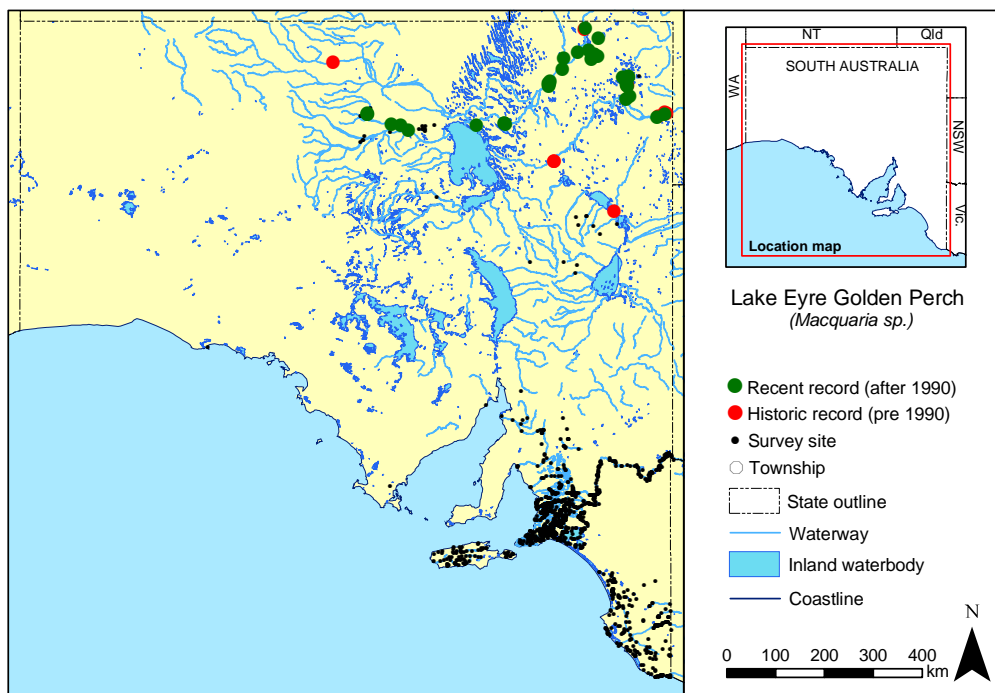 NT
Qld
SOUTH AUSTRALIA
WA
NSW
Vic.
Location map
Lake Eyre Golden Perch
(Macquaria sp.)
Recent record (after 1990)
Historic record (pre 1990)
Survey site
Township
State outline
Waterway
Inland waterbody
Coastline
N
0 100 200 300 400
km